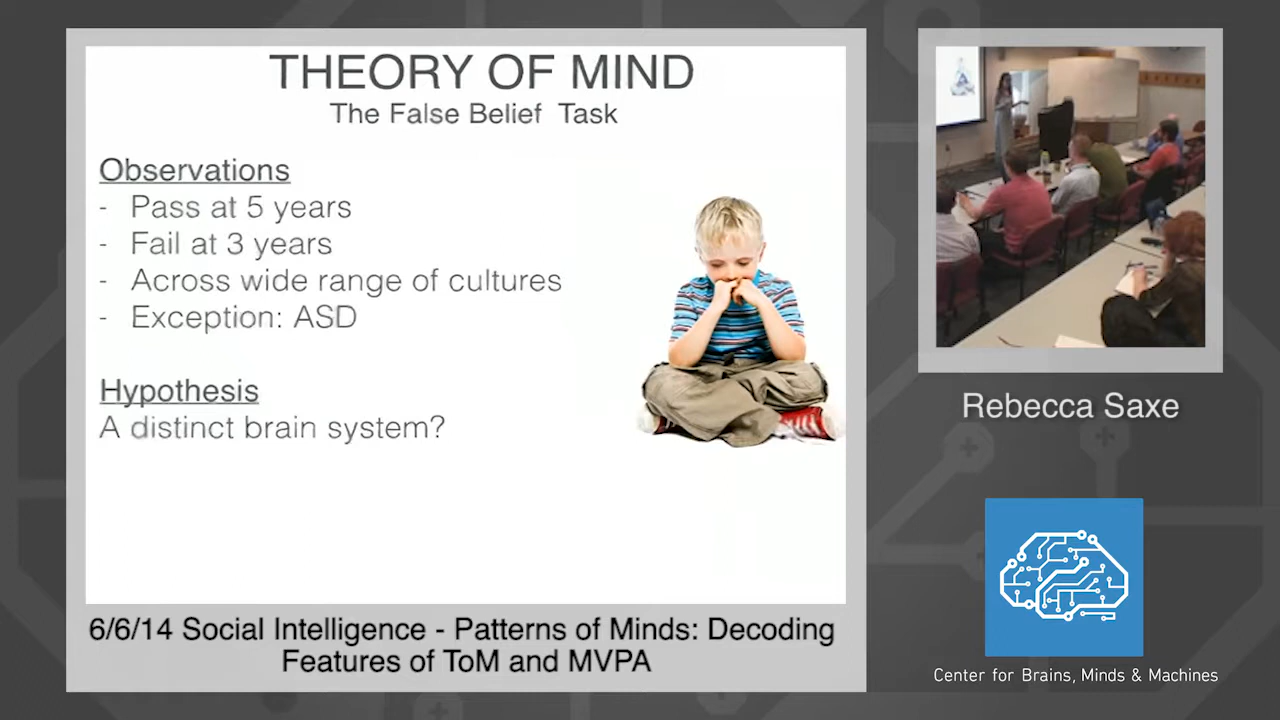 THEORY OF MIND
The False Belief Task
Observations
- Pass at 5 years
- Fail at 3 years
- Across wide range of cultures
- Exception: ASD
Hypothesis
A distinct brain system?
6/6/14 Social Intelligence - Patterns of Minds: Decoding
Features of ToM and MVPA
Rebecca Saxe
Center for Brains, Minds & Machines